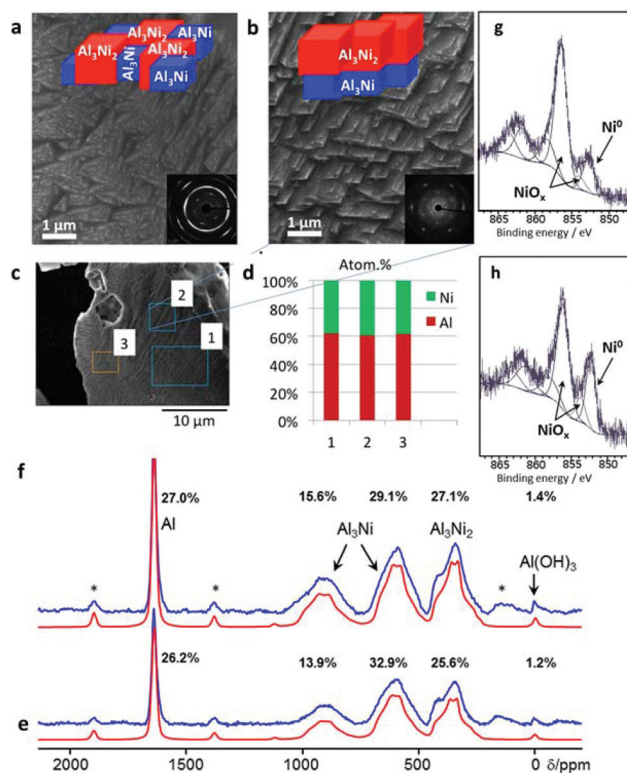 a
Al3Ni2
Al3Ni
Al3Ni2
Al3Ni
Al3Ni2
Al3Ni
1 µm
b
Al3Ni2
Al3Ni
1 µm
g
Ni0
NiOx
865 860 855 850
Binding energy / eV
c
2
1
3
10 µm
d
Atom.%
100%
80%
60%
40%
20%
0%
1 2 3
Ni
Al
h
Ni0
NiOx
865 860 855 850
Binding energy / eV
f
27.0% 15.6% 29.1% 27.1% 1.4%
Al Al3Ni Al3Ni2 Al(OH)3
* * *
26.2% 13.9% 32.9% 25.6% 1.2%
e
2000 1500 1000 500 0 δ/ppm